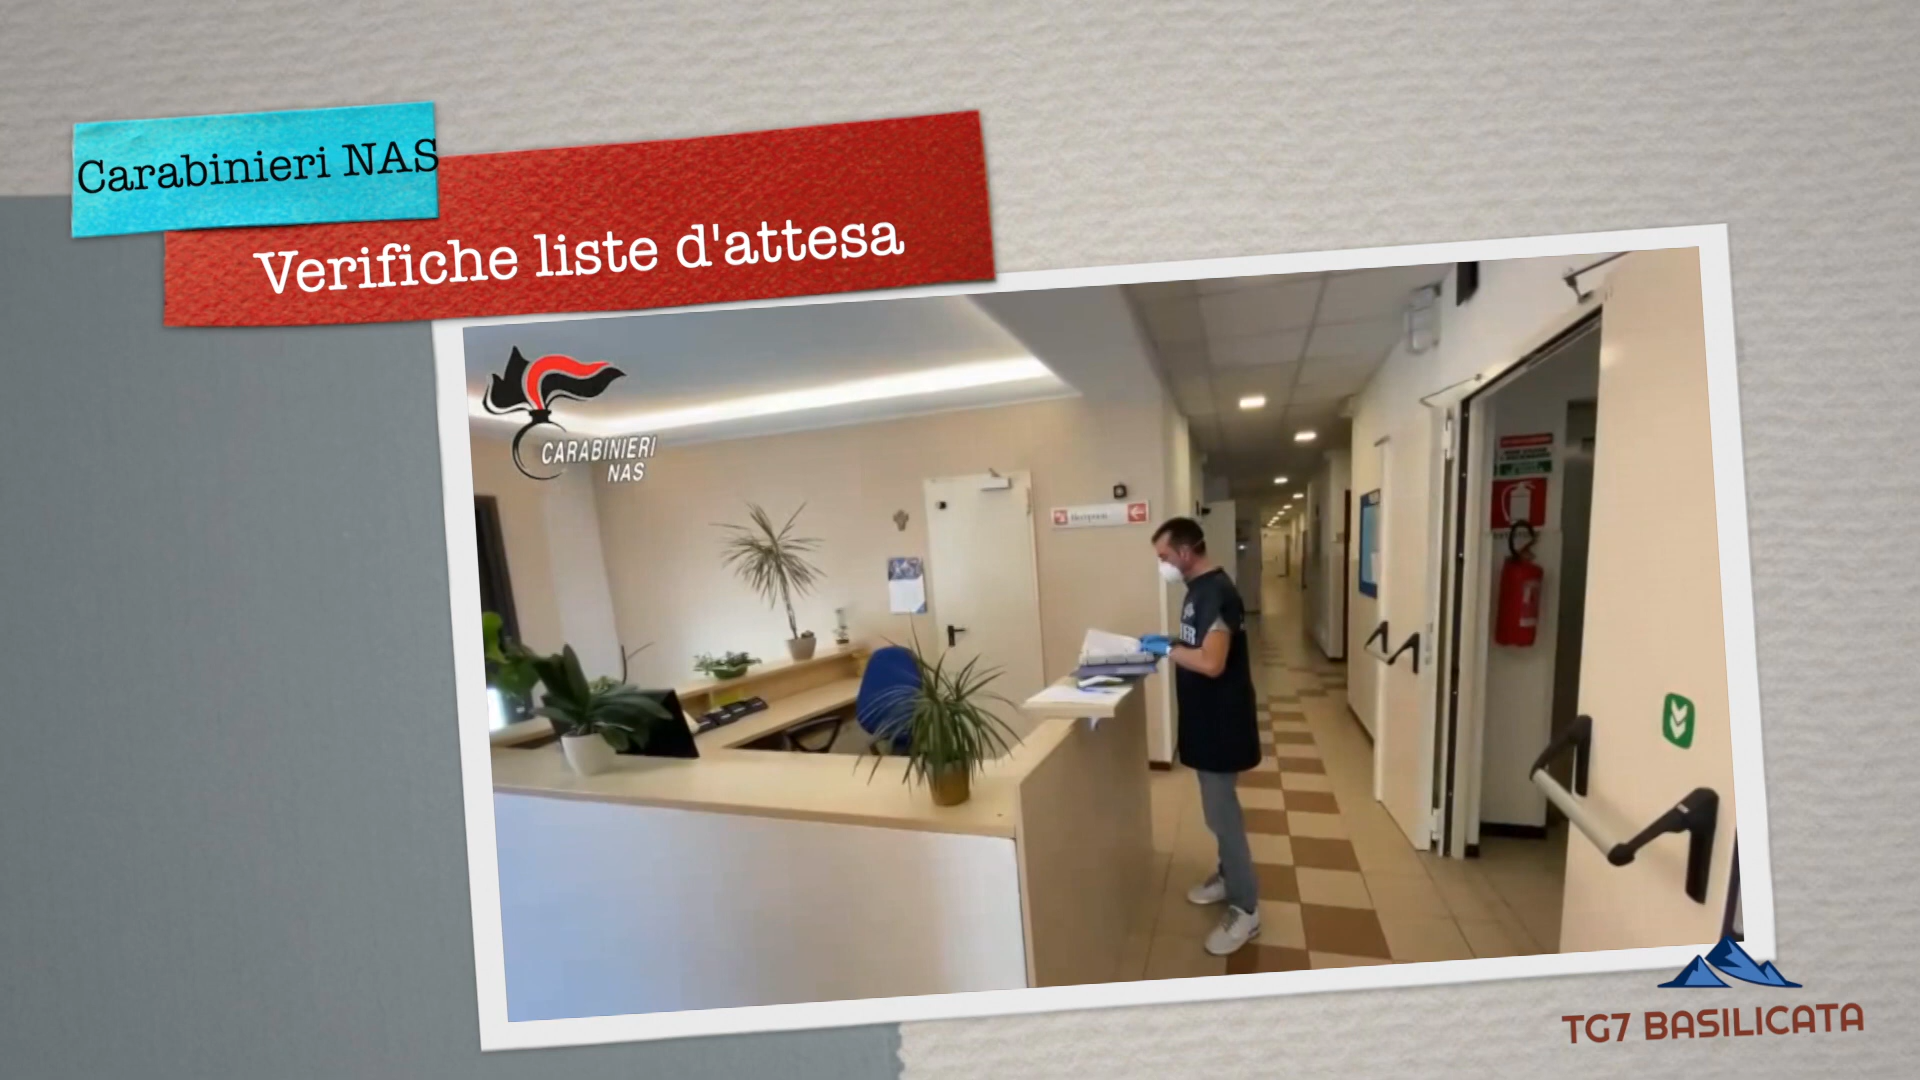 Carabinieri NAS
Verifiche liste d'attesa
CARABINIERI
NAS
TG7 BASILICATA